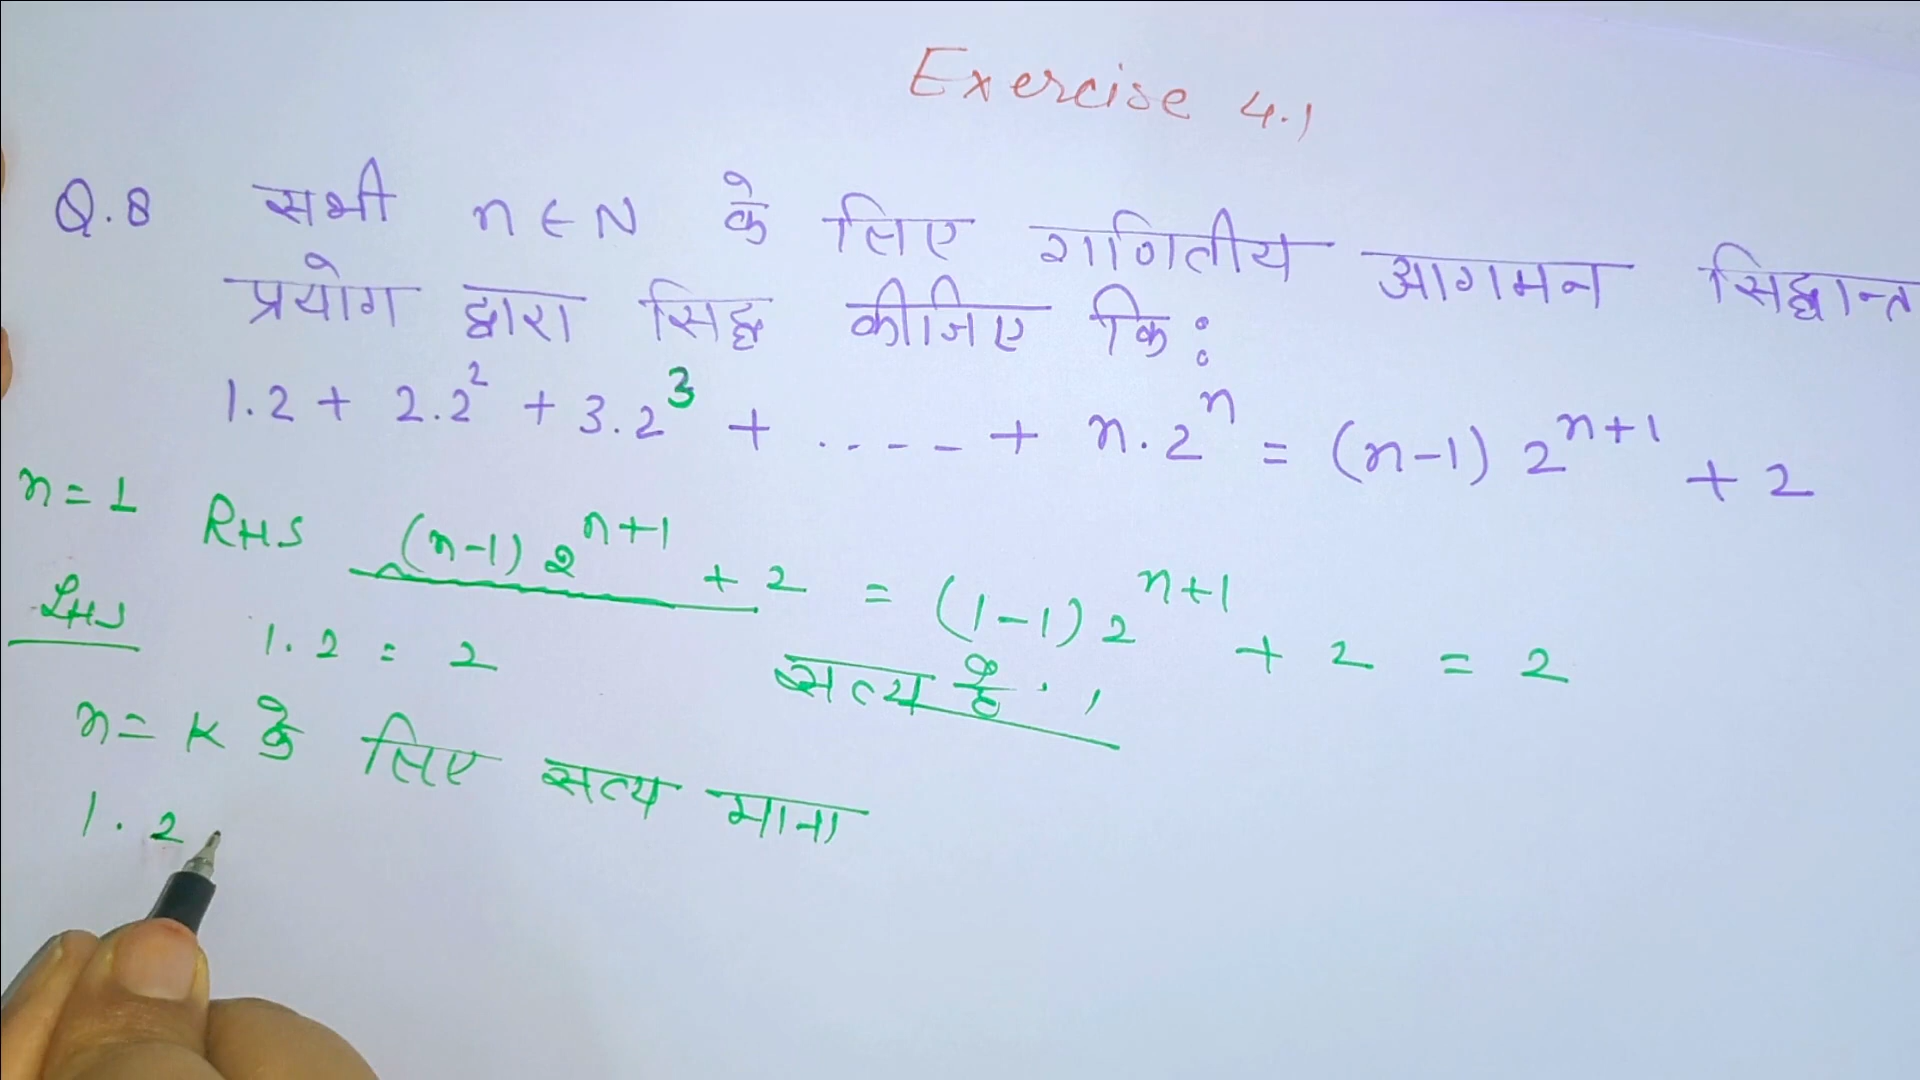 Exercise 4.1
Q.8 सभी n ∈ N के लिए गणितीय आगमन सिद्धान्त
प्रयोग द्वारा सिद्ध कीजिए कि :
1.2 + 2.2² + 3.2³ + ..... + n.2ⁿ = (n-1) 2ⁿ⁺¹ + 2
n = 1 RHS (n-1) 2ⁿ⁺¹ + 2 = (1-1) 2ⁿ⁺¹ + 2 = 2
LHS 1.2 = 2 सत्य है ।
n = K के लिए सत्य माना
1.2